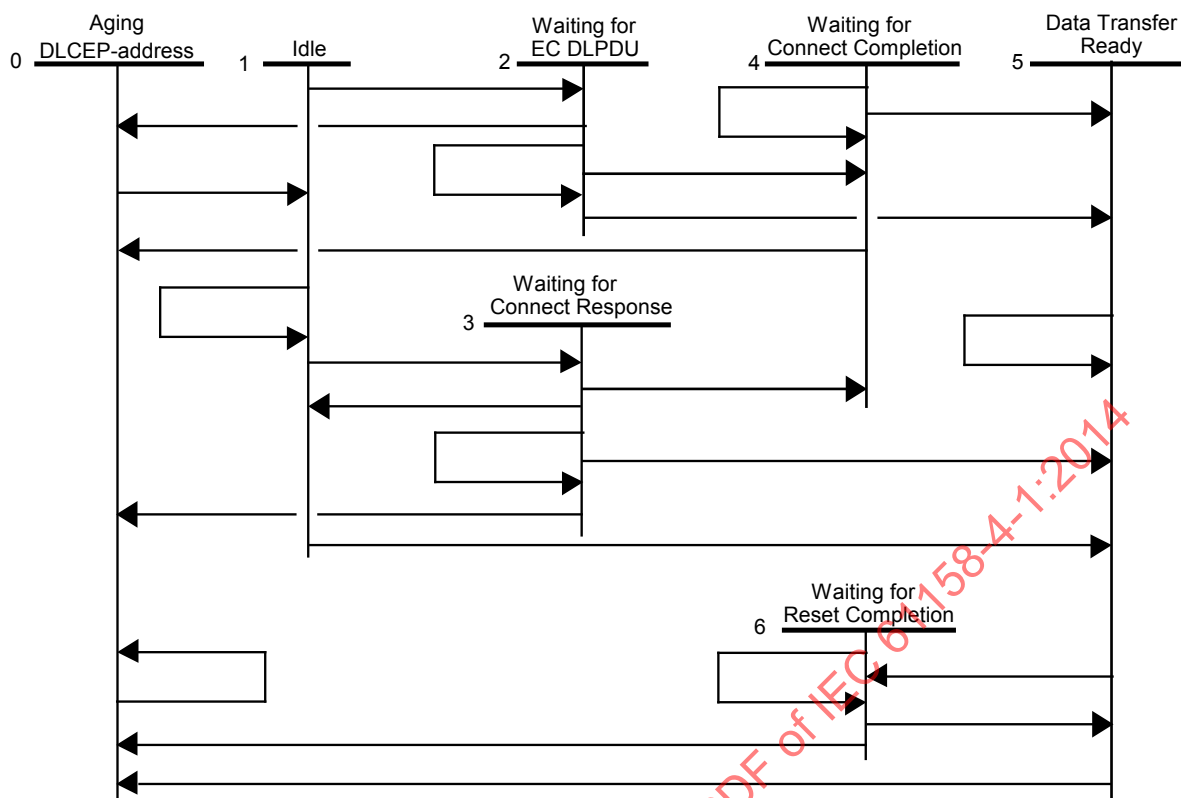 Aging
DLCEP-address
0
1
Idle
Waiting for
EC DLPDU
2
Waiting for
Connect Completion
4
Data Transfer
Ready
5
Waiting for
Connect Response
3
Waiting for
Reset Completion
6
PDF of IEC 61158-4-1:2014